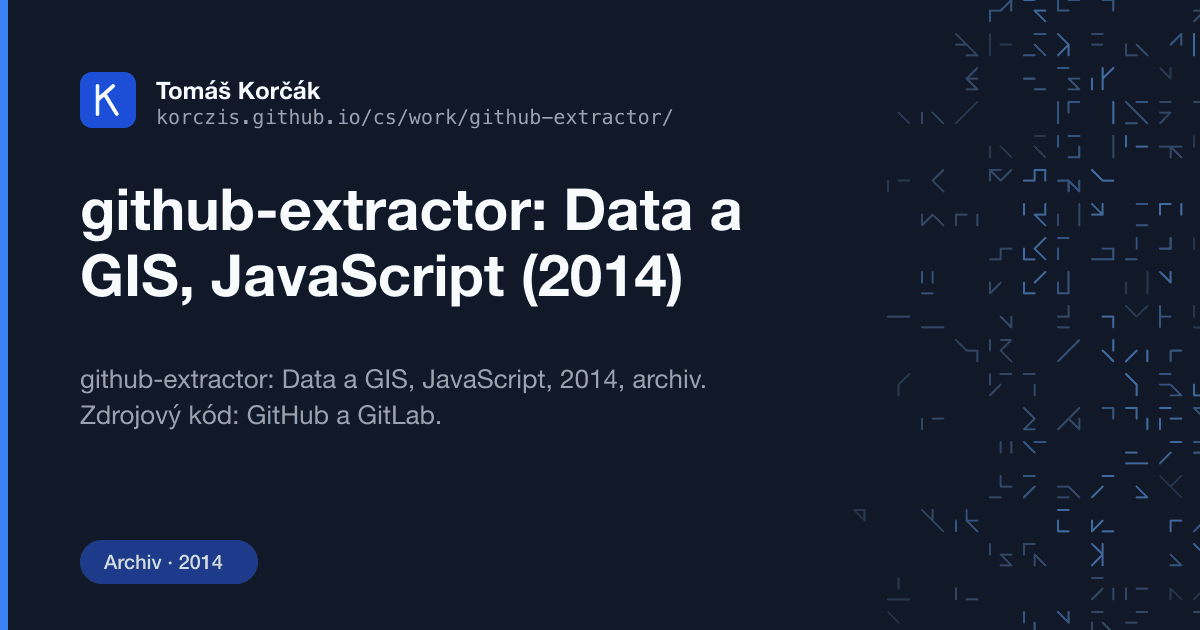 K
Tomáš Korčák
korczis.github.io/cs/work/github-extractor/
github-extractor: Data a
GIS, JavaScript (2014)
github-extractor: Data a GIS, JavaScript, 2014, archiv.
Zdrojový kód: GitHub a GitLab.
Archiv · 2014